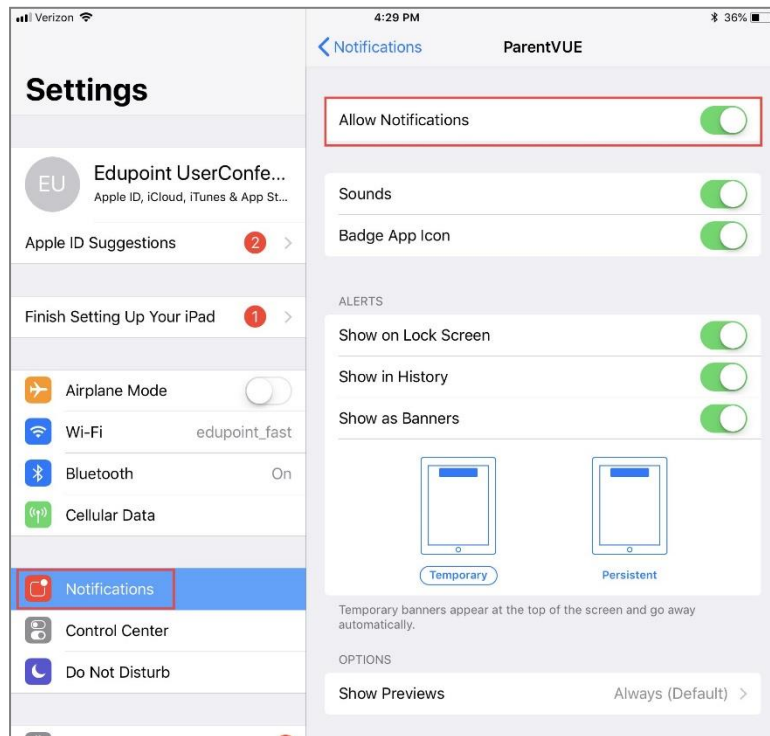 Verizon
4:29 PM
36%
Notifications
ParentVUE
Settings
Allow Notifications
EU
Edupoint UserConfe...
Apple ID, iCloud, iTunes & App St...
Sounds
Badge App Icon
Apple ID Suggestions
2
ALERTS
Finish Setting Up Your iPad
1
Show on Lock Screen
Show in History
Show as Banners
Airplane Mode
Wi-Fi
edupoint_fast
Bluetooth
On
Cellular Data
Temporary
Persistent
Temporary banners appear at the top of the screen and go away
automatically.
Notifications
Control Center
Do Not Disturb
OPTIONS
Show Previews
Always (Default)